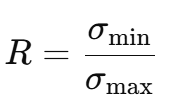 R = σ_min / σ_max